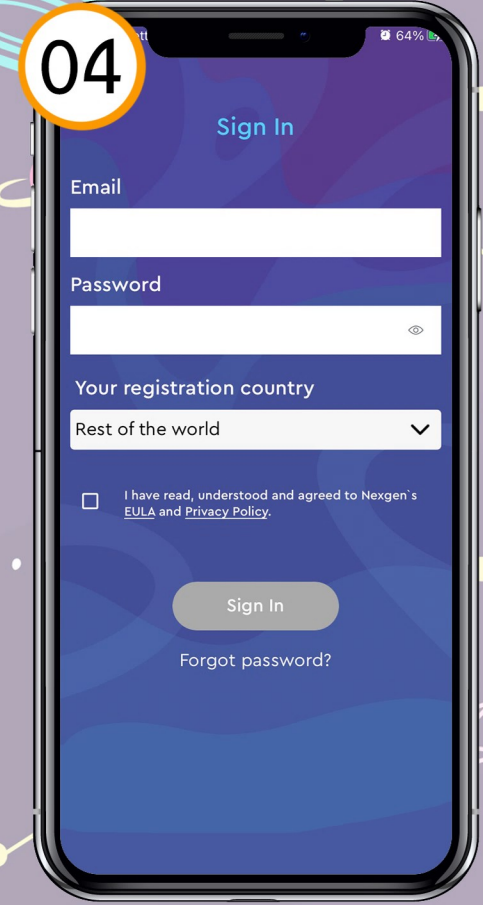 04
64%
Sign In
Email
Password
Your registration country
Rest of the world
I have read, understood and agreed to Nexgen`s
EULA and Privacy Policy.
Sign In
Forgot password?